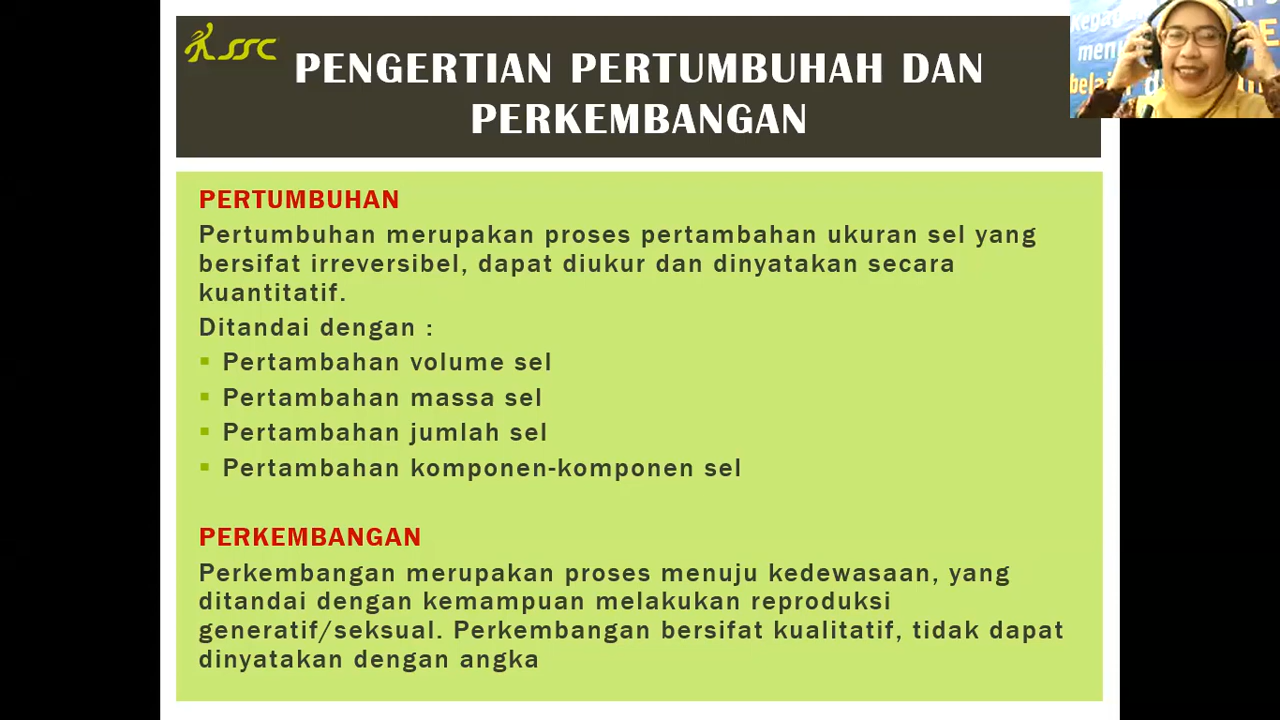 SSC
PENGERTIAN PERTUMBUHAH DAN
PERKEMBANGAN
PERTUMBUHAN
Pertumbuhan merupakan proses pertambahan ukuran sel yang
bersifat irreversibel, dapat diukur dan dinyatakan secara
kuantitatif.
Ditandai dengan :
Pertambahan volume sel
Pertambahan massa sel
Pertambahan jumlah sel
Pertambahan komponen-komponen sel
PERKEMBANGAN
Perkembangan merupakan proses menuju kedewasaan, yang
ditandai dengan kemampuan melakukan reproduksi
generatif/seksual. Perkembangan bersifat kualitatif, tidak dapat
dinyatakan dengan angka